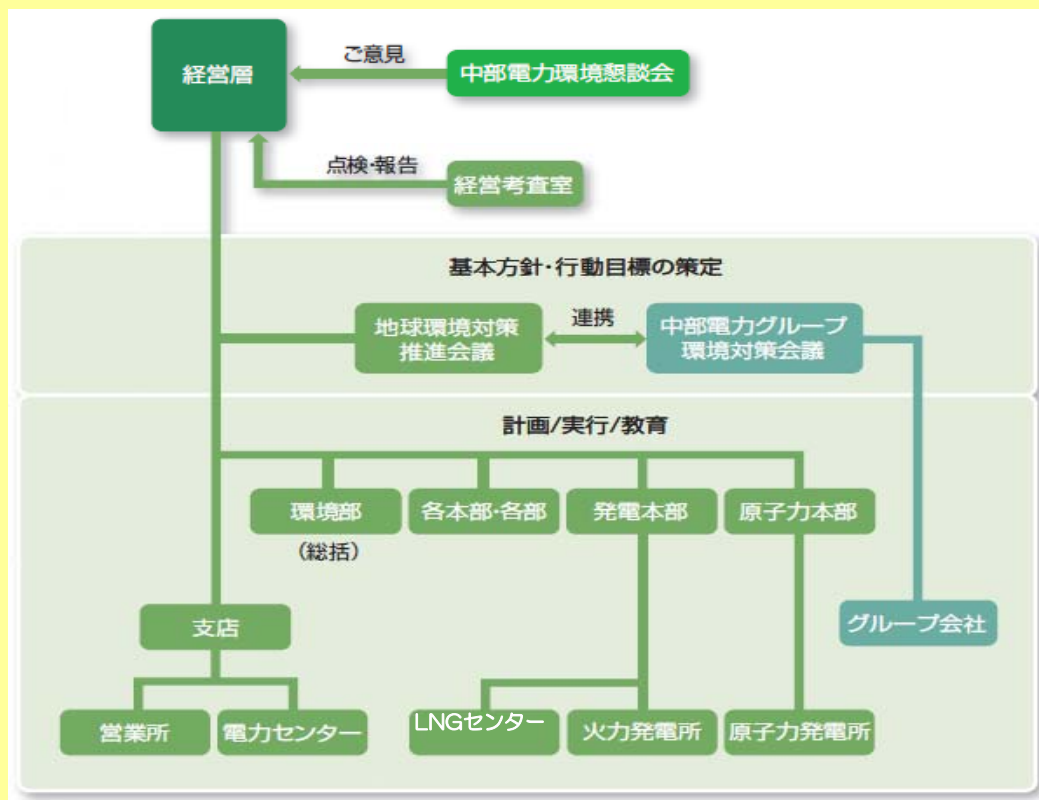 経営層
ご意見
中部電力環境懇談会
点検・報告
経営考査室
基本方針・行動目標の策定
地球環境対策
推進会議
連携
中部電力グループ
環境対策会議
計画/実行/教育
環境部
各本部・各部
発電本部
原子力本部
（総括）
支店
グループ会社
営業所
電力センター
LNGセンター
火力発電所
原子力発電所